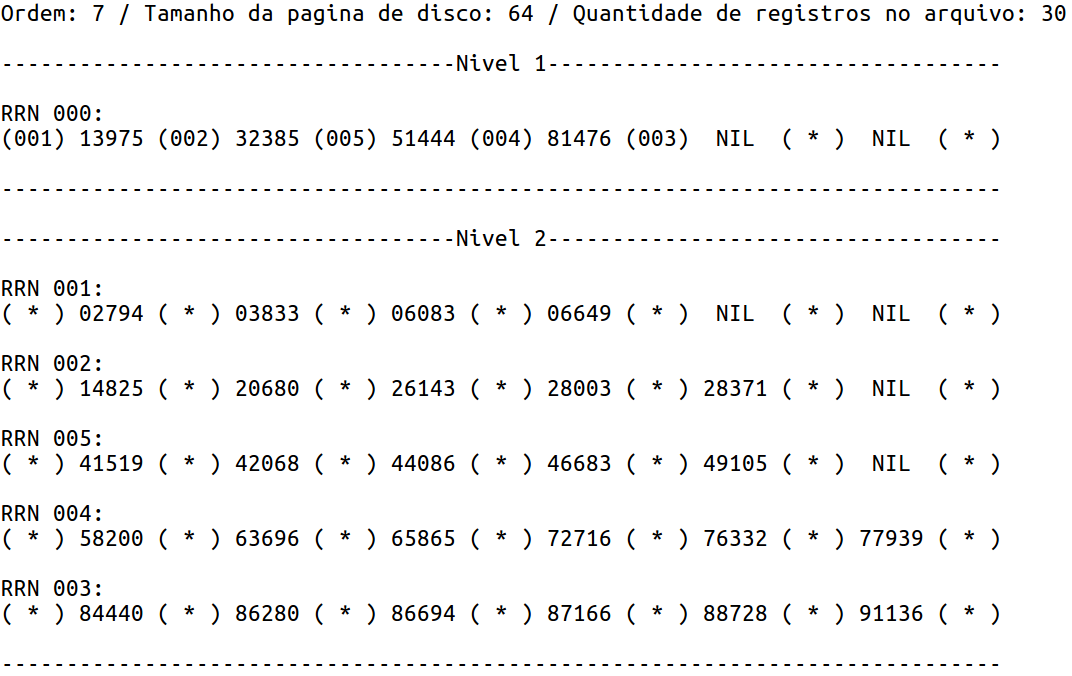 Ordem: 7 / Tamanho da pagina de disco: 64 / Quantidade de registros no arquivo: 30
-----------------------------------Nivel 1-----------------------------------
RRN 000:
(001) 13975 (002) 32385 (005) 51444 (004) 81476 (003)  NIL  ( * )  NIL  ( * )
-----------------------------------------------------------------------------
-----------------------------------Nivel 2-----------------------------------
RRN 001:
( * ) 02794 ( * ) 03833 ( * ) 06083 ( * ) 06649 ( * )  NIL  ( * )  NIL  ( * )
RRN 002:
( * ) 14825 ( * ) 20680 ( * ) 26143 ( * ) 28003 ( * ) 28371 ( * )  NIL  ( * )
RRN 005:
( * ) 41519 ( * ) 42068 ( * ) 44086 ( * ) 46683 ( * ) 49105 ( * )  NIL  ( * )
RRN 004:
( * ) 58200 ( * ) 63696 ( * ) 65865 ( * ) 72716 ( * ) 76332 ( * ) 77939 ( * )
RRN 003:
( * ) 84440 ( * ) 86280 ( * ) 86694 ( * ) 87166 ( * ) 88728 ( * ) 91136 ( * )
-----------------------------------------------------------------------------